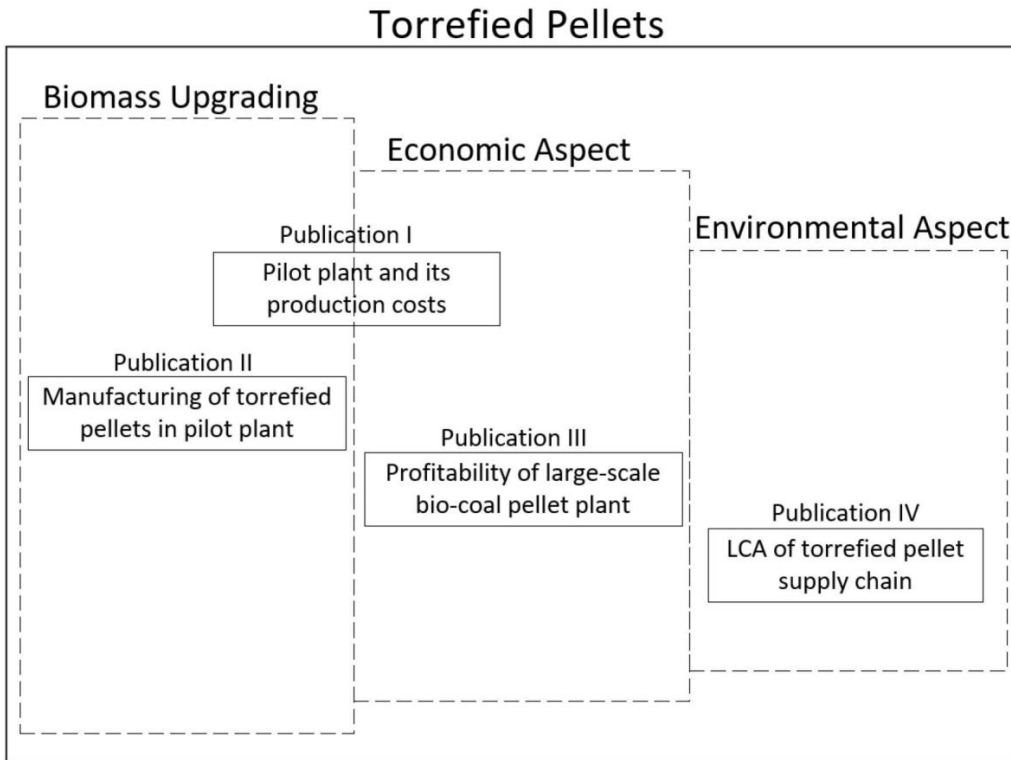 Torrefied Pellets
Biomass Upgrading
Economic Aspect
Environmental Aspect
Publication I
Pilot plant and its
production costs
Publication II
Manufacturing of torrefied
pellets in pilot plant
Publication III
Profitability of large-scale
bio-coal pellet plant
Publication IV
LCA of torrefied pellet
supply chain